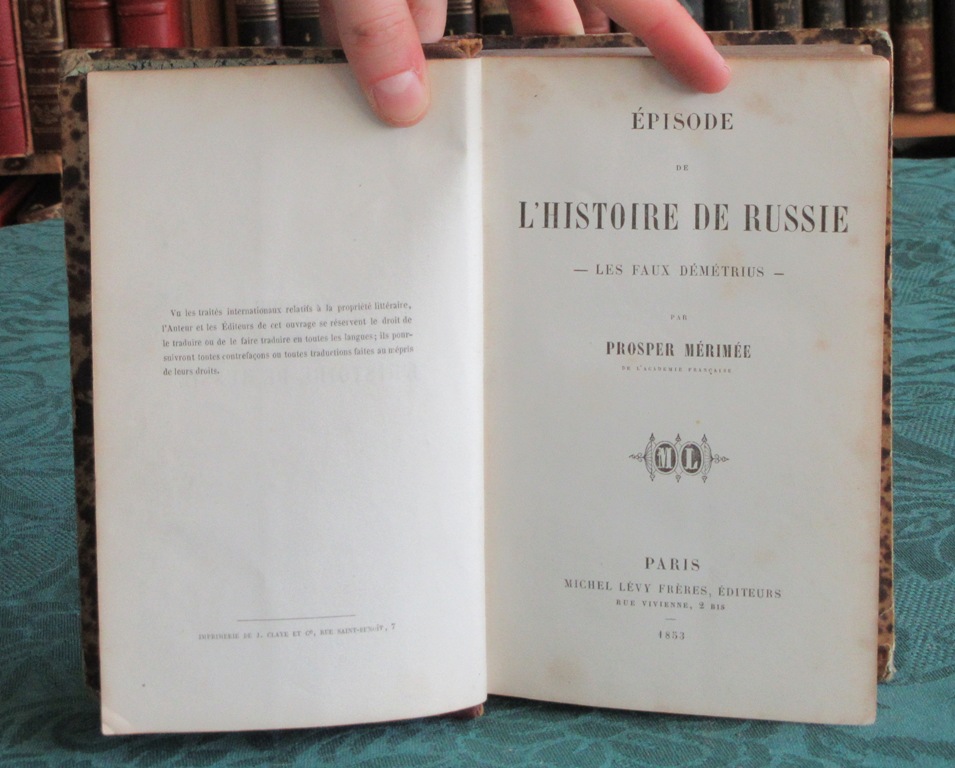 Vu les traités internationaux relatifs à la propriété littéraire,
l'Auteur et les Éditeurs de cet ouvrage se réservent le droit de
le traduire ou de le faire traduire en toutes les langues; ils pour-
suivront toutes contrefaçons ou toutes traductions faites au mépris
de leurs droits.
IMPRIMERIE DE J. CLAYE ET Cᵉ, RUE SAINT-BENOÎT, 7
ÉPISODE
DE
L'HISTOIRE DE RUSSIE
— LES FAUX DÉMÉTRIUS —
PAR
PROSPER MÉRIMÉE
DE L'ACADÉMIE FRANÇAISE
ML
PARIS
MICHEL LÉVY FRÈRES, ÉDITEURS
RUE VIVIENNE, 2 BIS
—
1853